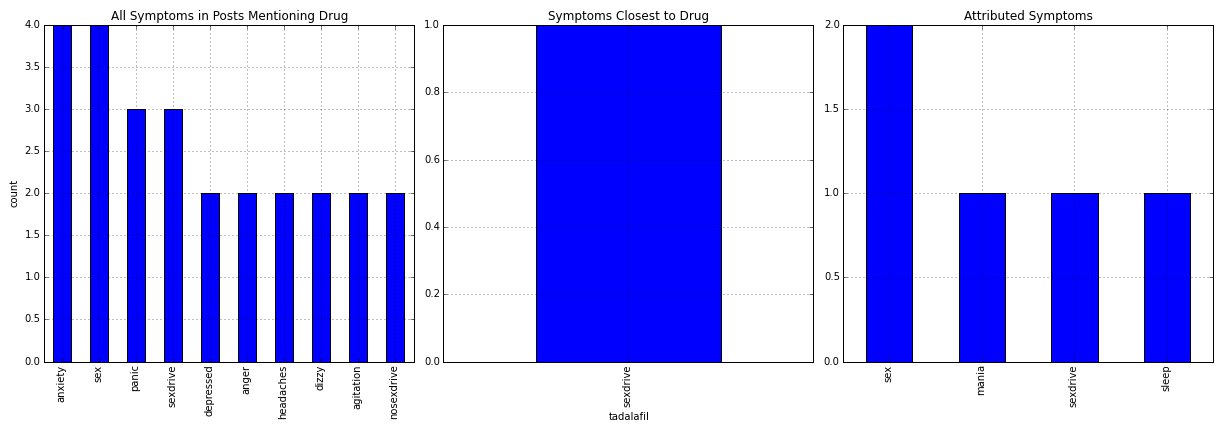 All Symptoms in Posts Mentioning Drug
4.0
3.5
3.0
2.5
2.0
1.5
1.0
0.5
0.0
count
anxiety
sex
panic
sexdrive
depressed
anger
headaches
dizzy
agitation
nosexdrive
Symptoms Closest to Drug
1.0
0.8
0.6
0.4
0.2
0.0
sexdrive
tadalafil
Attributed Symptoms
2.0
1.5
1.0
0.5
0.0
sex
mania
sexdrive
sleep